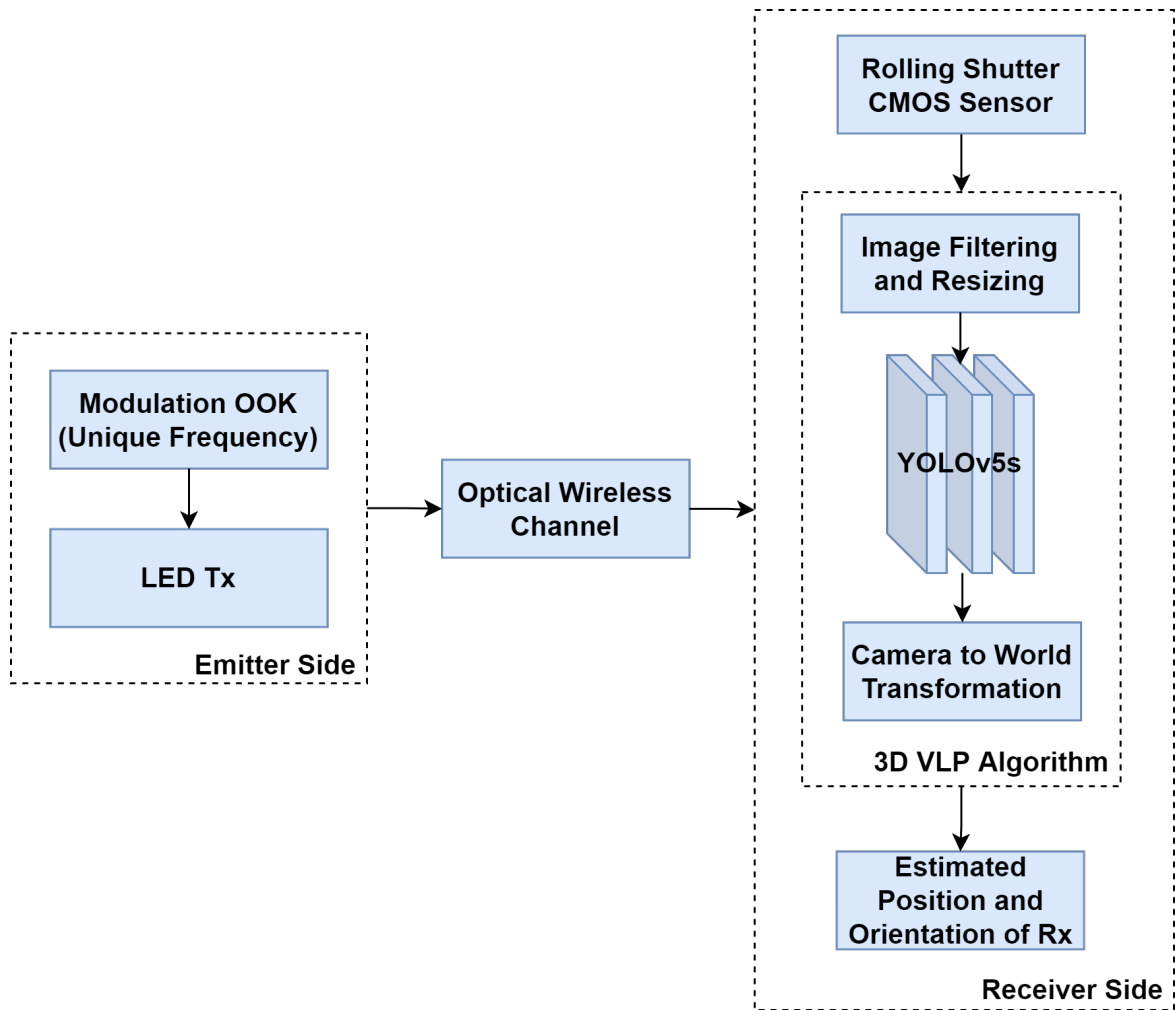 Modulation OOK
(Unique Frequency)
LED Tx
Emitter Side
Optical Wireless
Channel
Rolling Shutter
CMOS Sensor
Image Filtering
and Resizing
YOLOv5s
Camera to World
Transformation
3D VLP Algorithm
Estimated
Position and
Orientation of Rx
Receiver Side